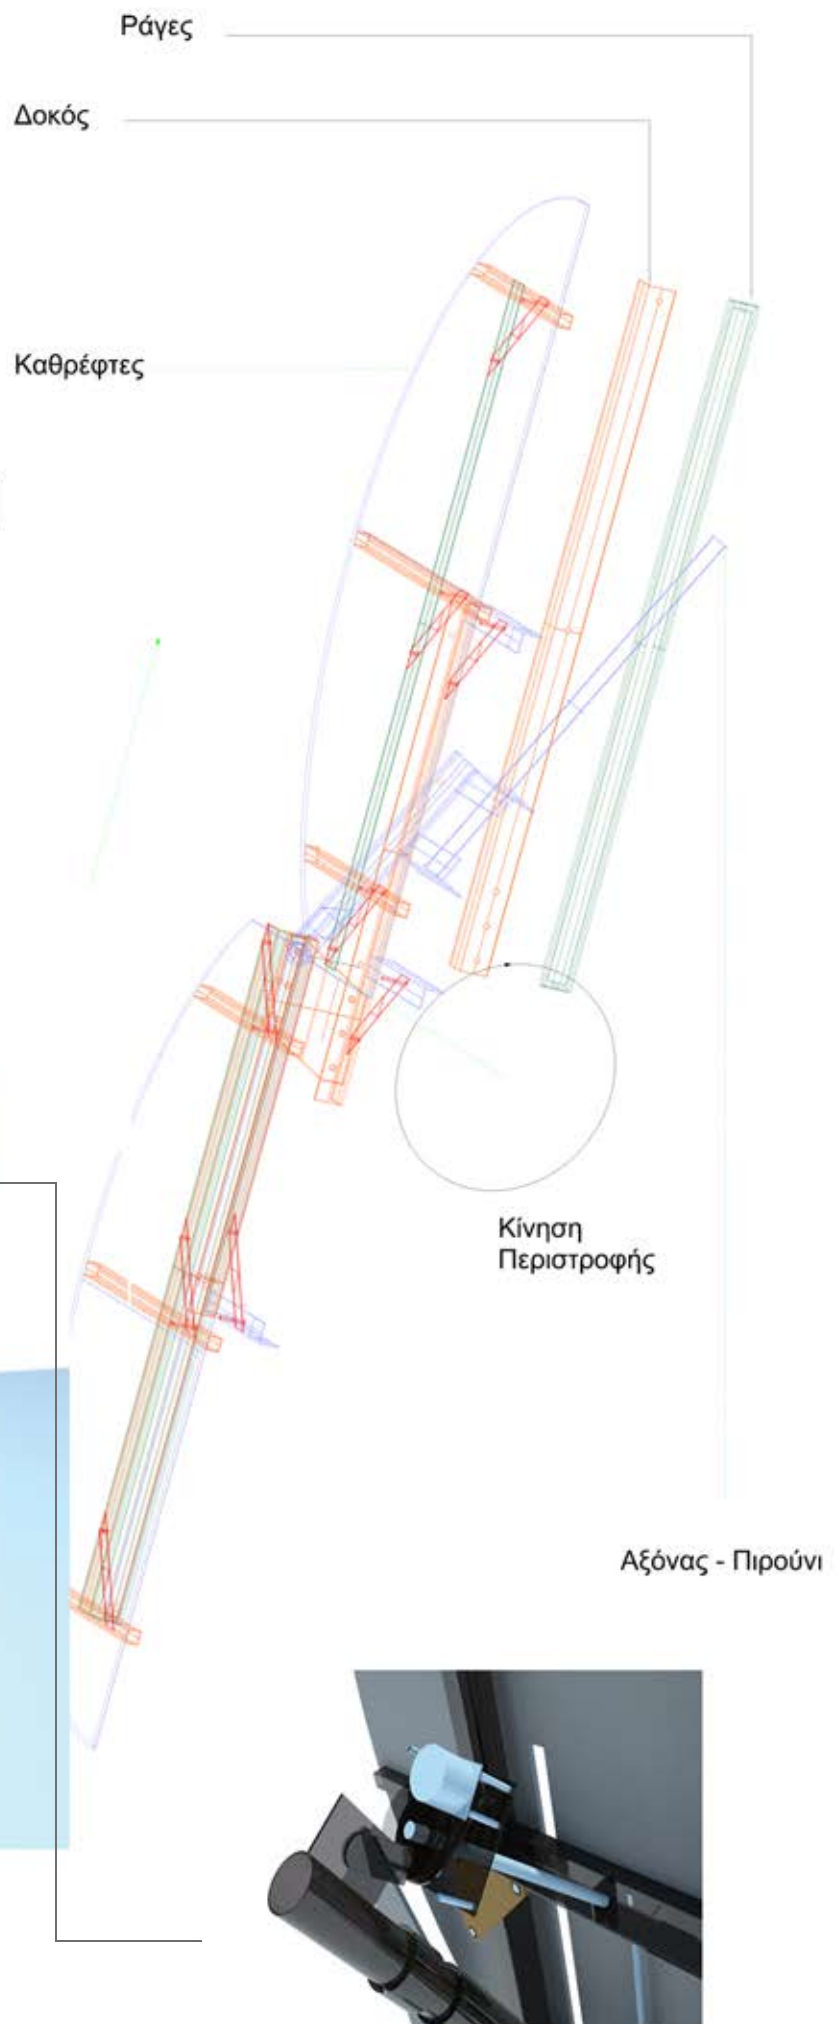 Ράγες
Δοκός
Καθρέφτες
Κίνηση
Περιστροφής
Αξόνας - Πιρούνι